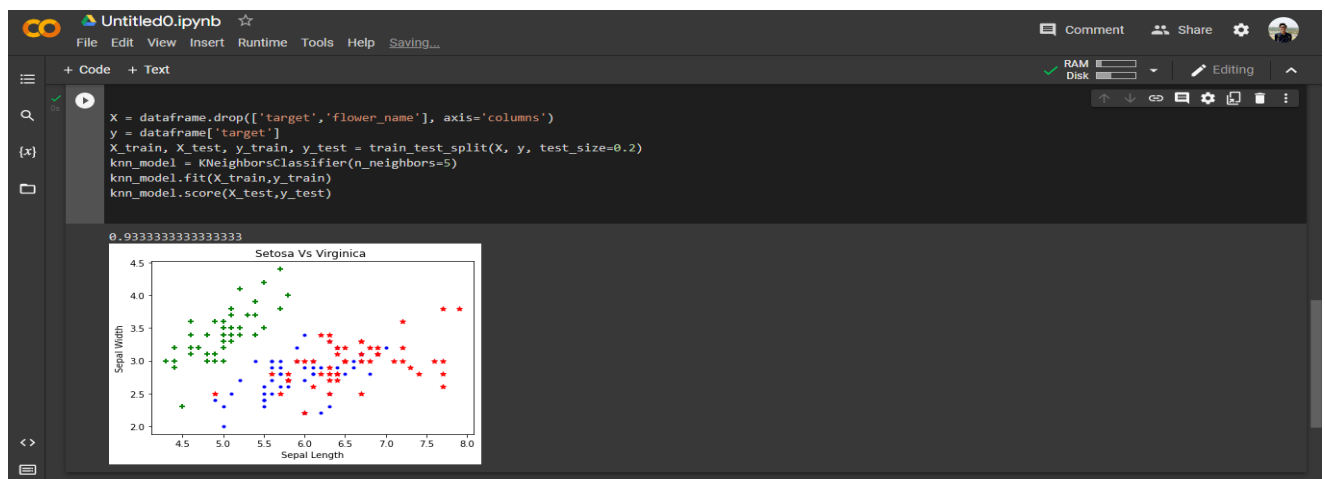 Untitled0.ipynb
Comment Share
File Edit View Insert Runtime Tools Help Saving...
+ Code + Text
RAM
Disk
Editing
0s
X = dataframe.drop(['target','flower_name'], axis='columns')
y = dataframe['target']
X_train, X_test, y_train, y_test = train_test_split(X, y, test_size=0.2)
{x}
knn_model = KNeighborsClassifier(n_neighbors=5)
knn_model.fit(X_train,y_train)
knn_model.score(X_test,y_test)
0.9333333333333333
Setosa Vs Virginica
4.5
4.0
3.5
3.0
2.5
2.0
Sepal Width
4.5 5.0 5.5 6.0 6.5 7.0 7.5 8.0
Sepal Length